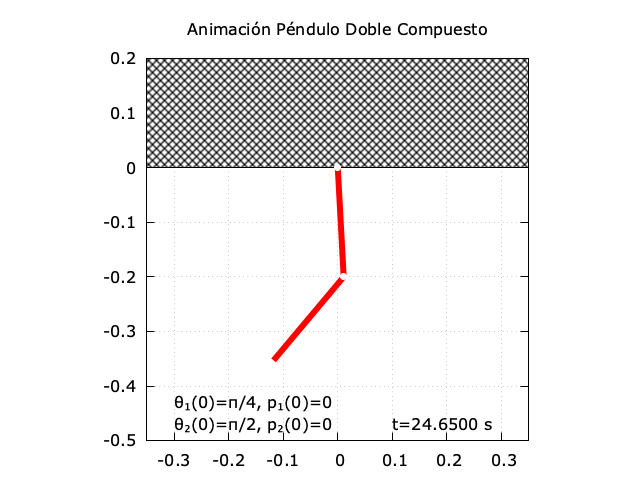 Animación Péndulo Doble Compuesto
0.2
0.1
0
-0.1
-0.2
-0.3
-0.4
-0.5
θ₁(0)=π/4, p₁(0)=0
θ₂(0)=π/2, p₂(0)=0
t=24.6500 s
-0.3 -0.2 -0.1 0 0.1 0.2 0.3